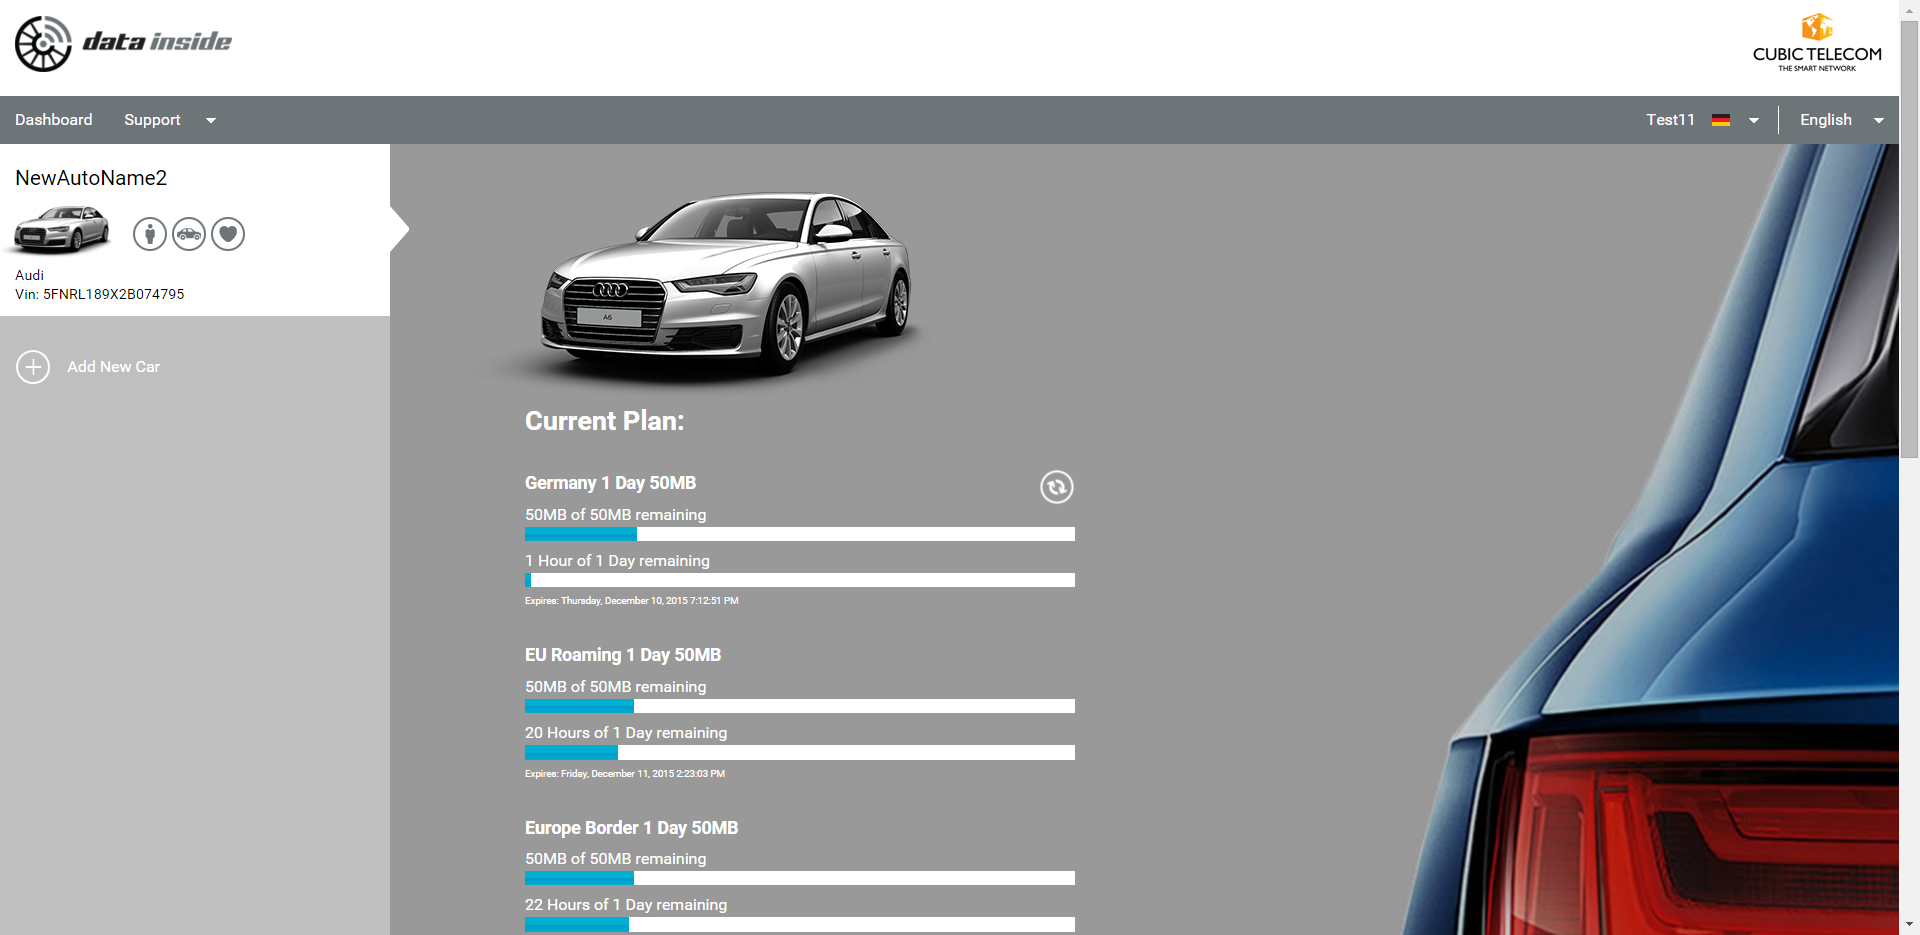 data inside
CUBIC TELECOM
THE SMART NETWORK
Dashboard Support
Test11 English
NewAutoName2
Audi
Vin: 5FNRL189X2B074795
Add New Car
A6
Current Plan:
Germany 1 Day 50MB
50MB of 50MB remaining
1 Hour of 1 Day remaining
Expires: Thursday, December 10, 2015 7:12:51 PM
EU Roaming 1 Day 50MB
50MB of 50MB remaining
20 Hours of 1 Day remaining
Expires: Friday, December 11, 2015 2:23:03 PM
Europe Border 1 Day 50MB
50MB of 50MB remaining
22 Hours of 1 Day remaining